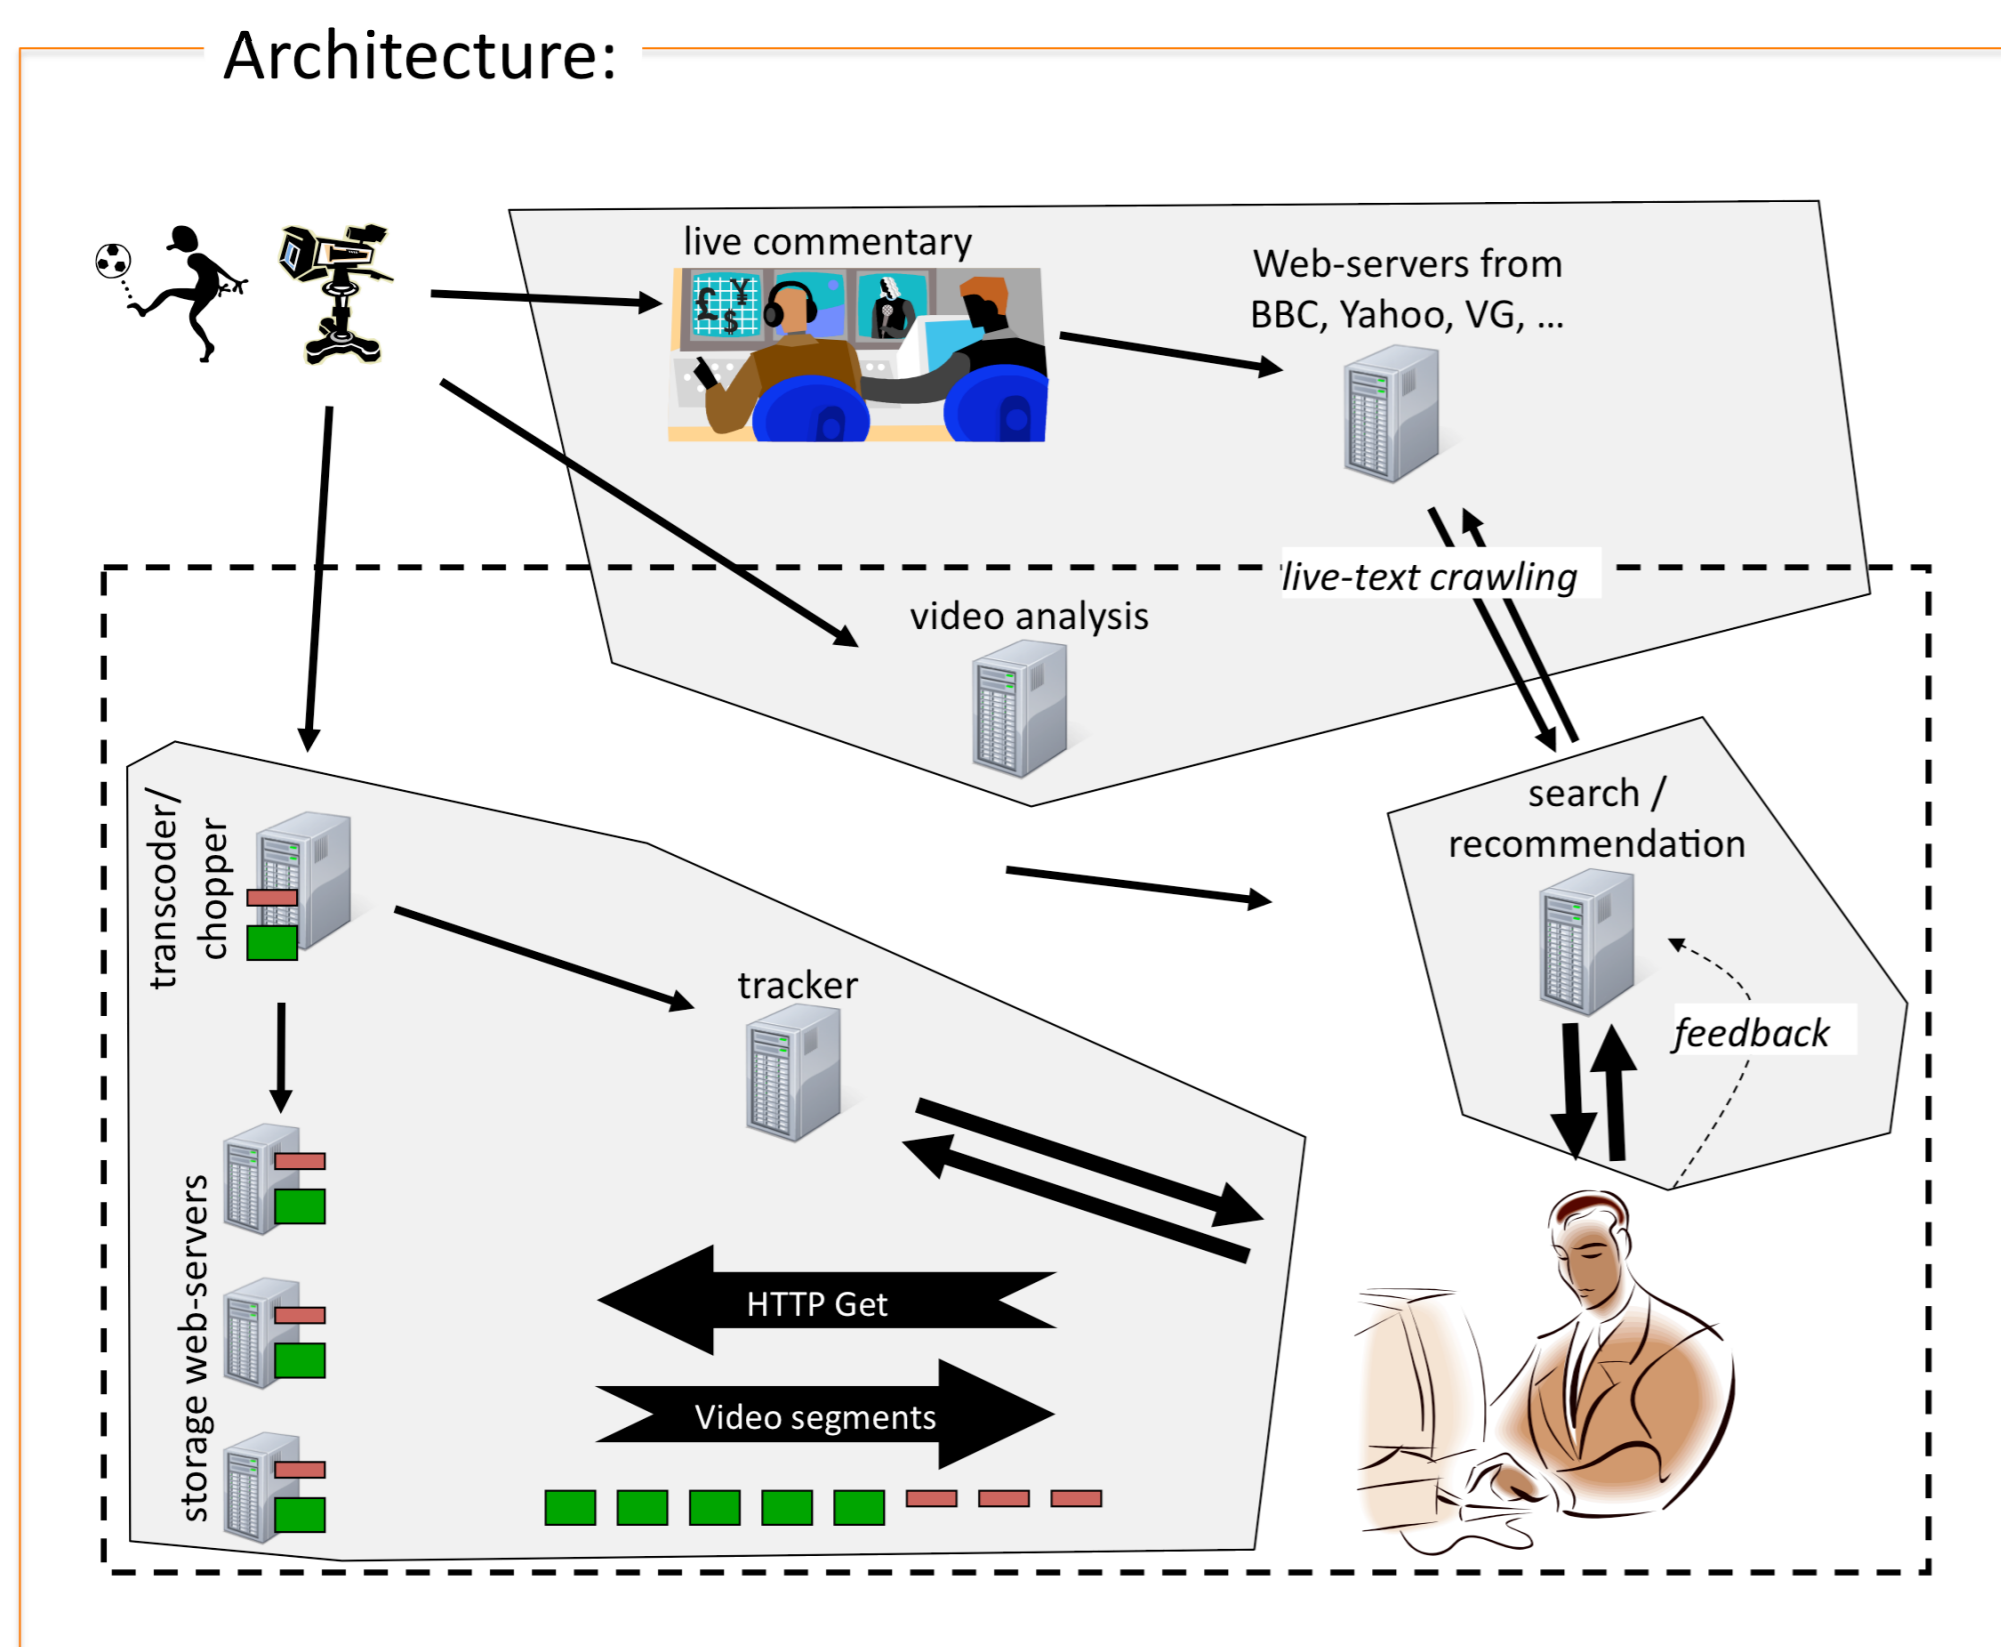 Architecture:
live commentary
Web-servers from
BBC, Yahoo, VG, ...
£ ¥
$
live-text crawling
video analysis
search /
recommendation
transcoder/
chopper
tracker
feedback
storage web-servers
HTTP Get
Video segments